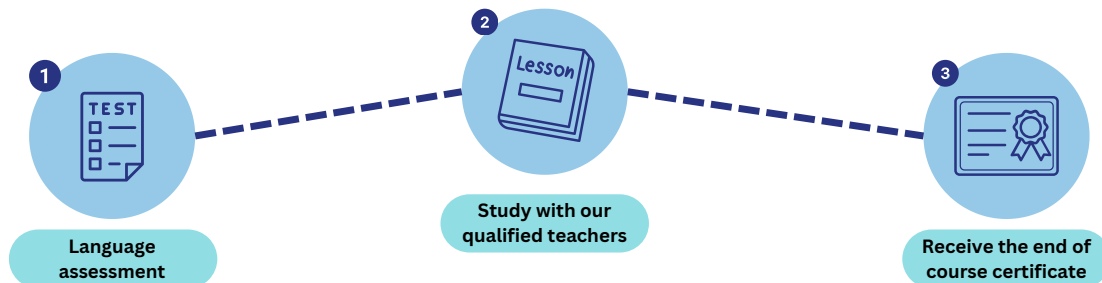 1
TEST
Language
assessment
2
Lesson
Study with our
qualified teachers
3
Receive the end of
course certificate